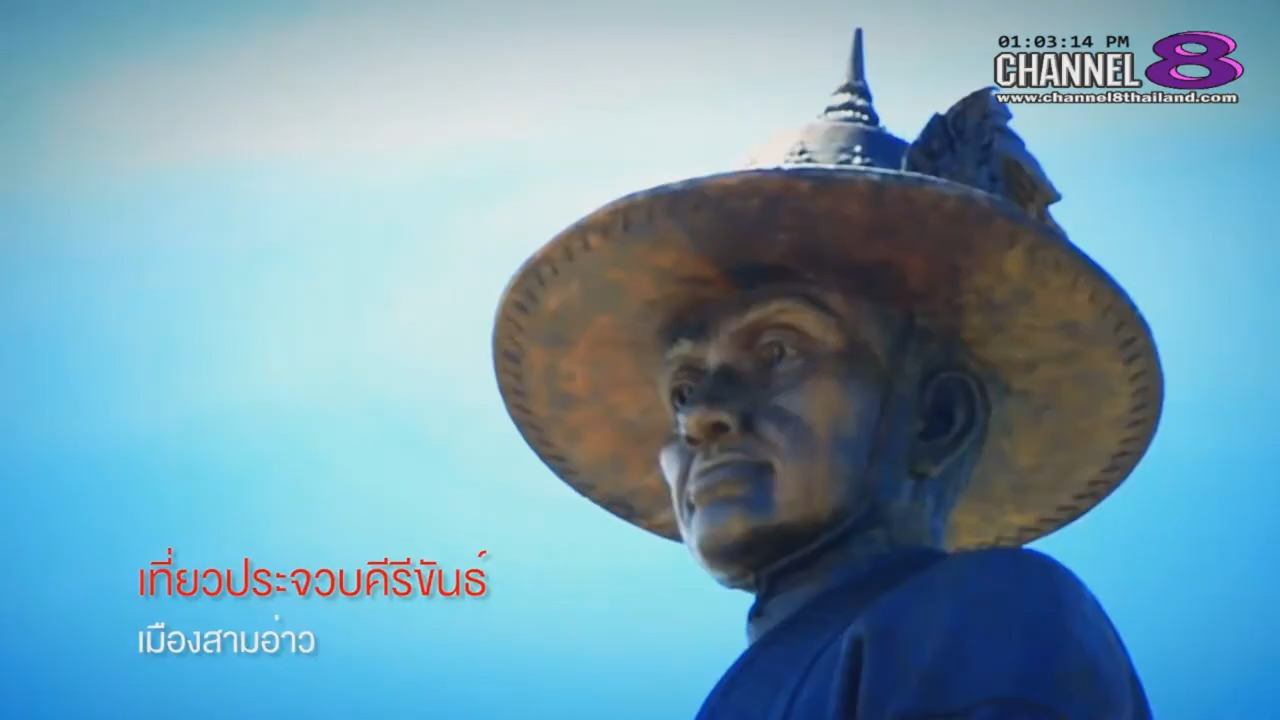 01:03:14 PM
CHANNEL 8
www.channel8thailand.com
เที่ยวประจวบคีรีขันธ์
เมืองสามอ่าว